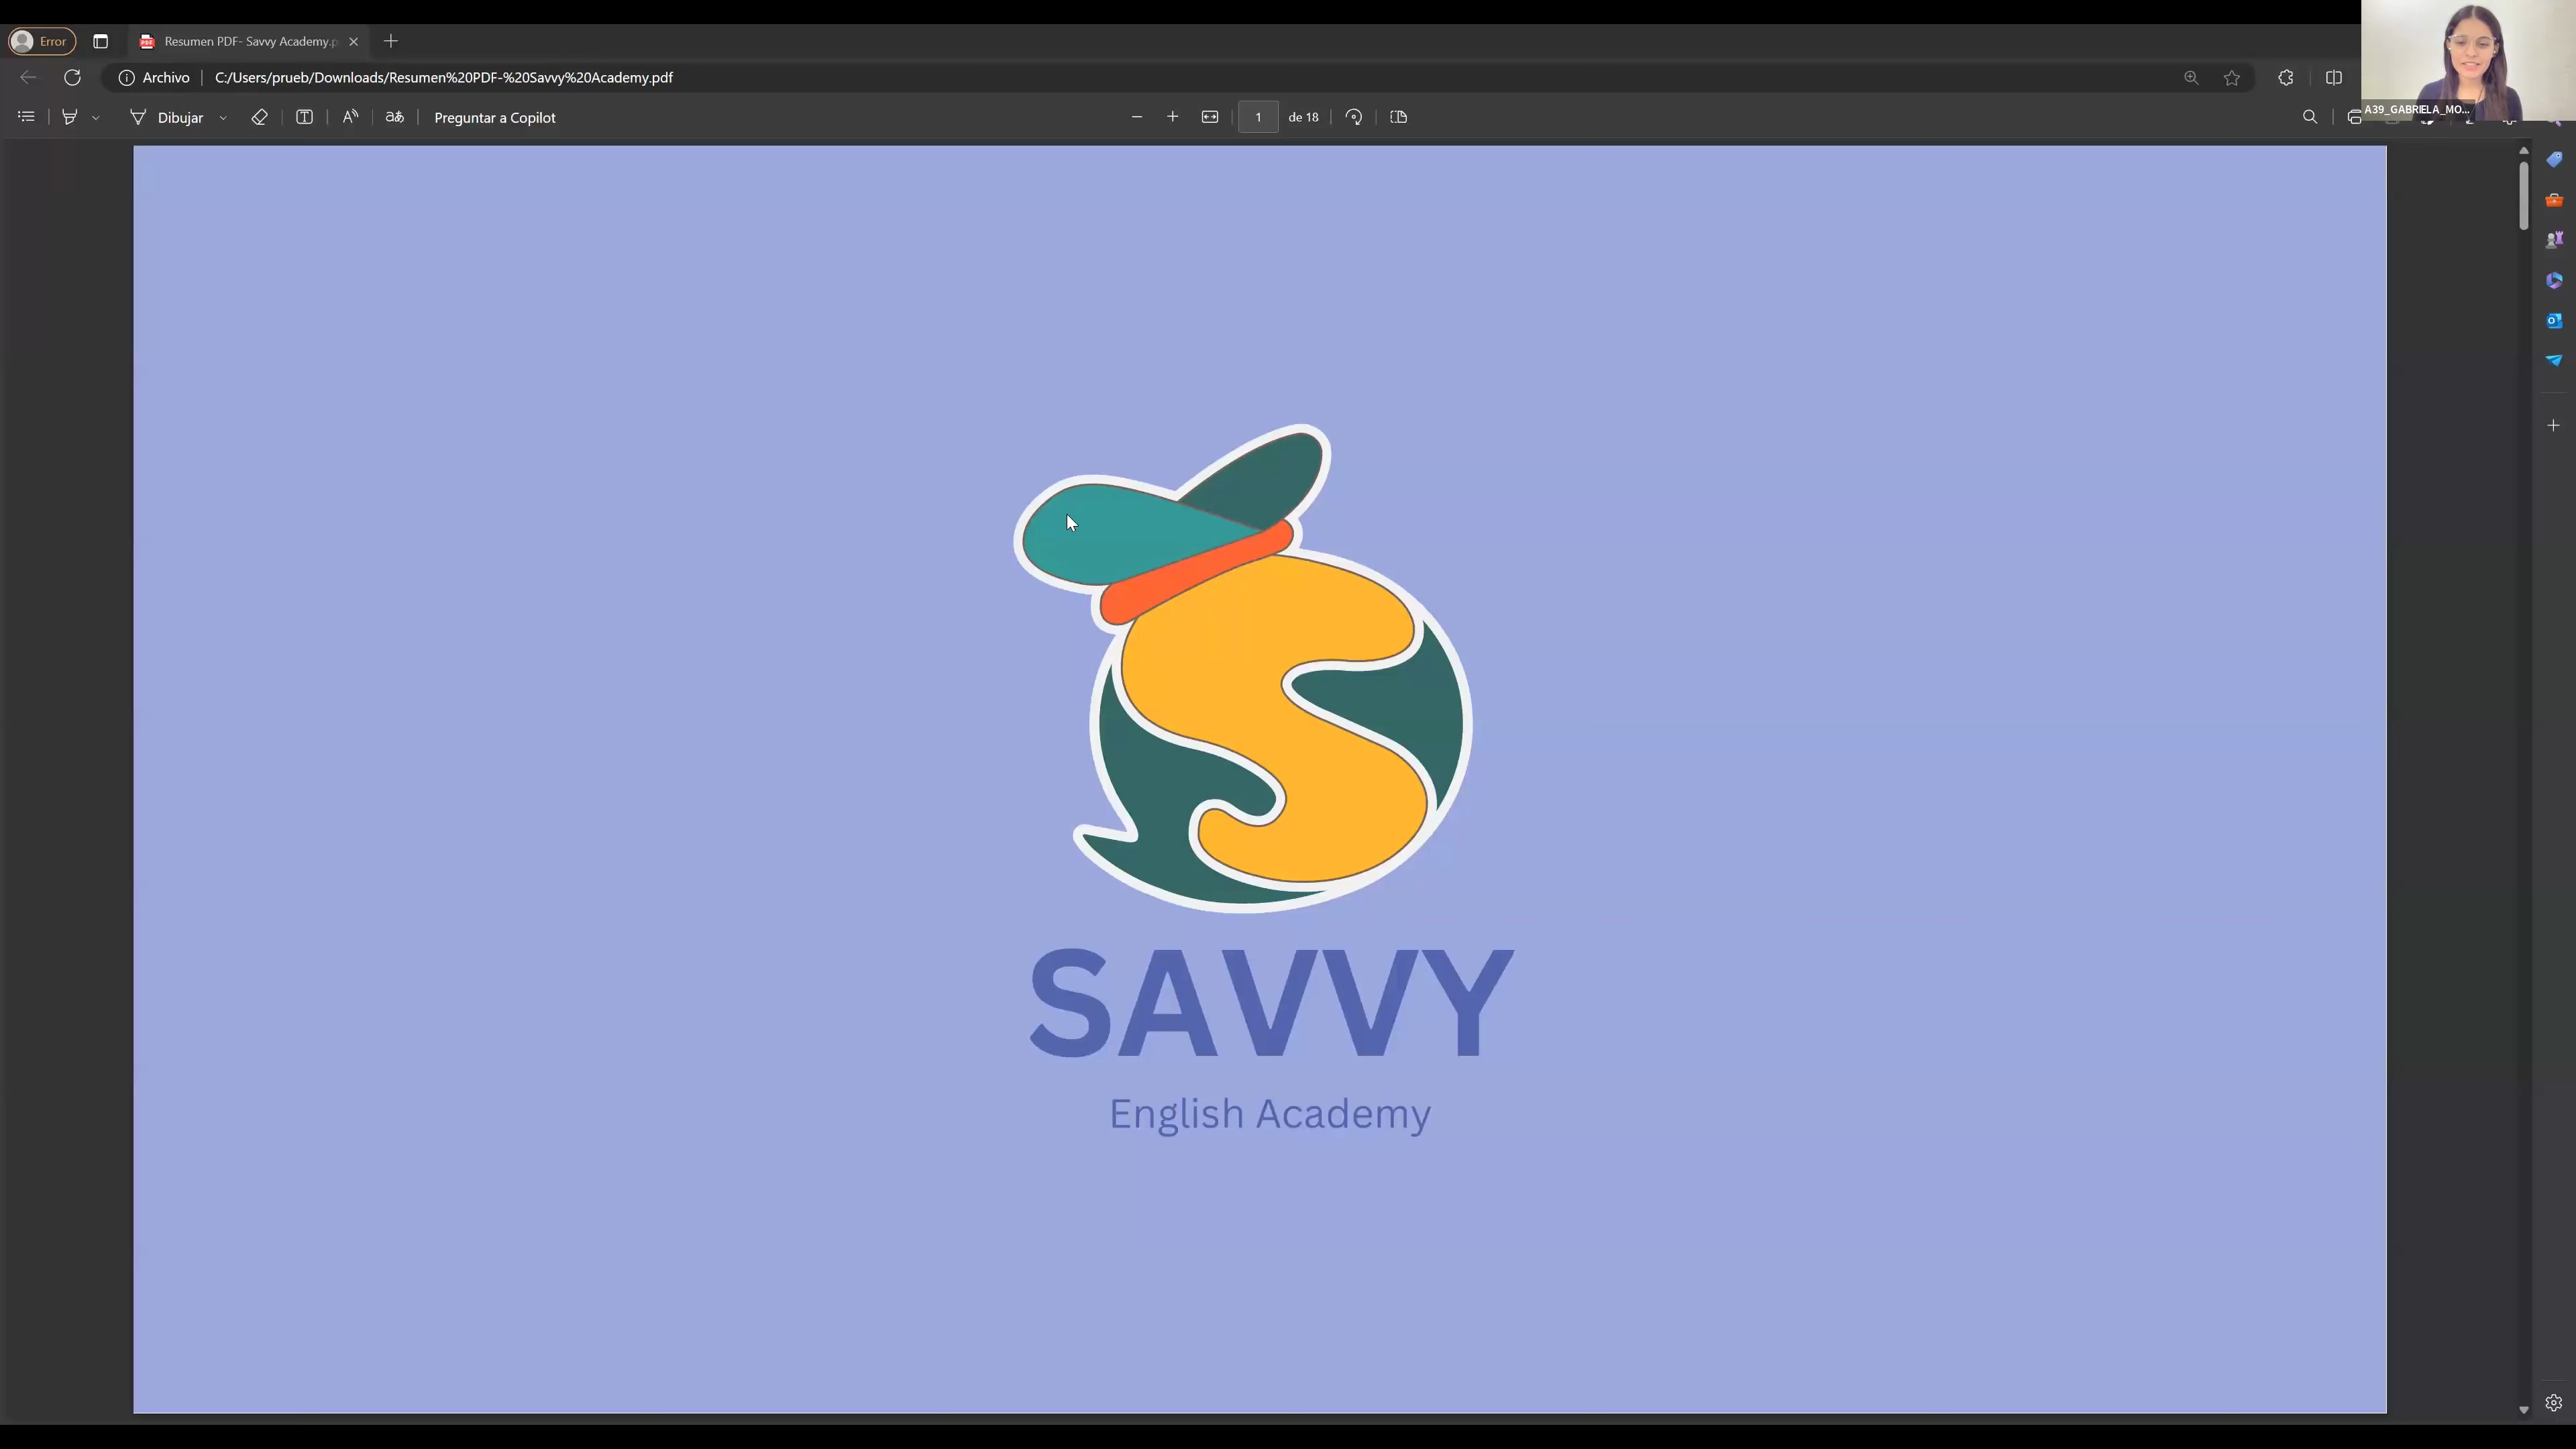 Error
Resumen PDF- Savvy Academy.p
Archivo
C:/Users/prueb/Downloads/Resumen%20PDF-%20Savvy%20Academy.pdf
Dibujar
Preguntar a Copilot
1
de 18
A39_GABRIELA_MO...
SAVVY
English Academy